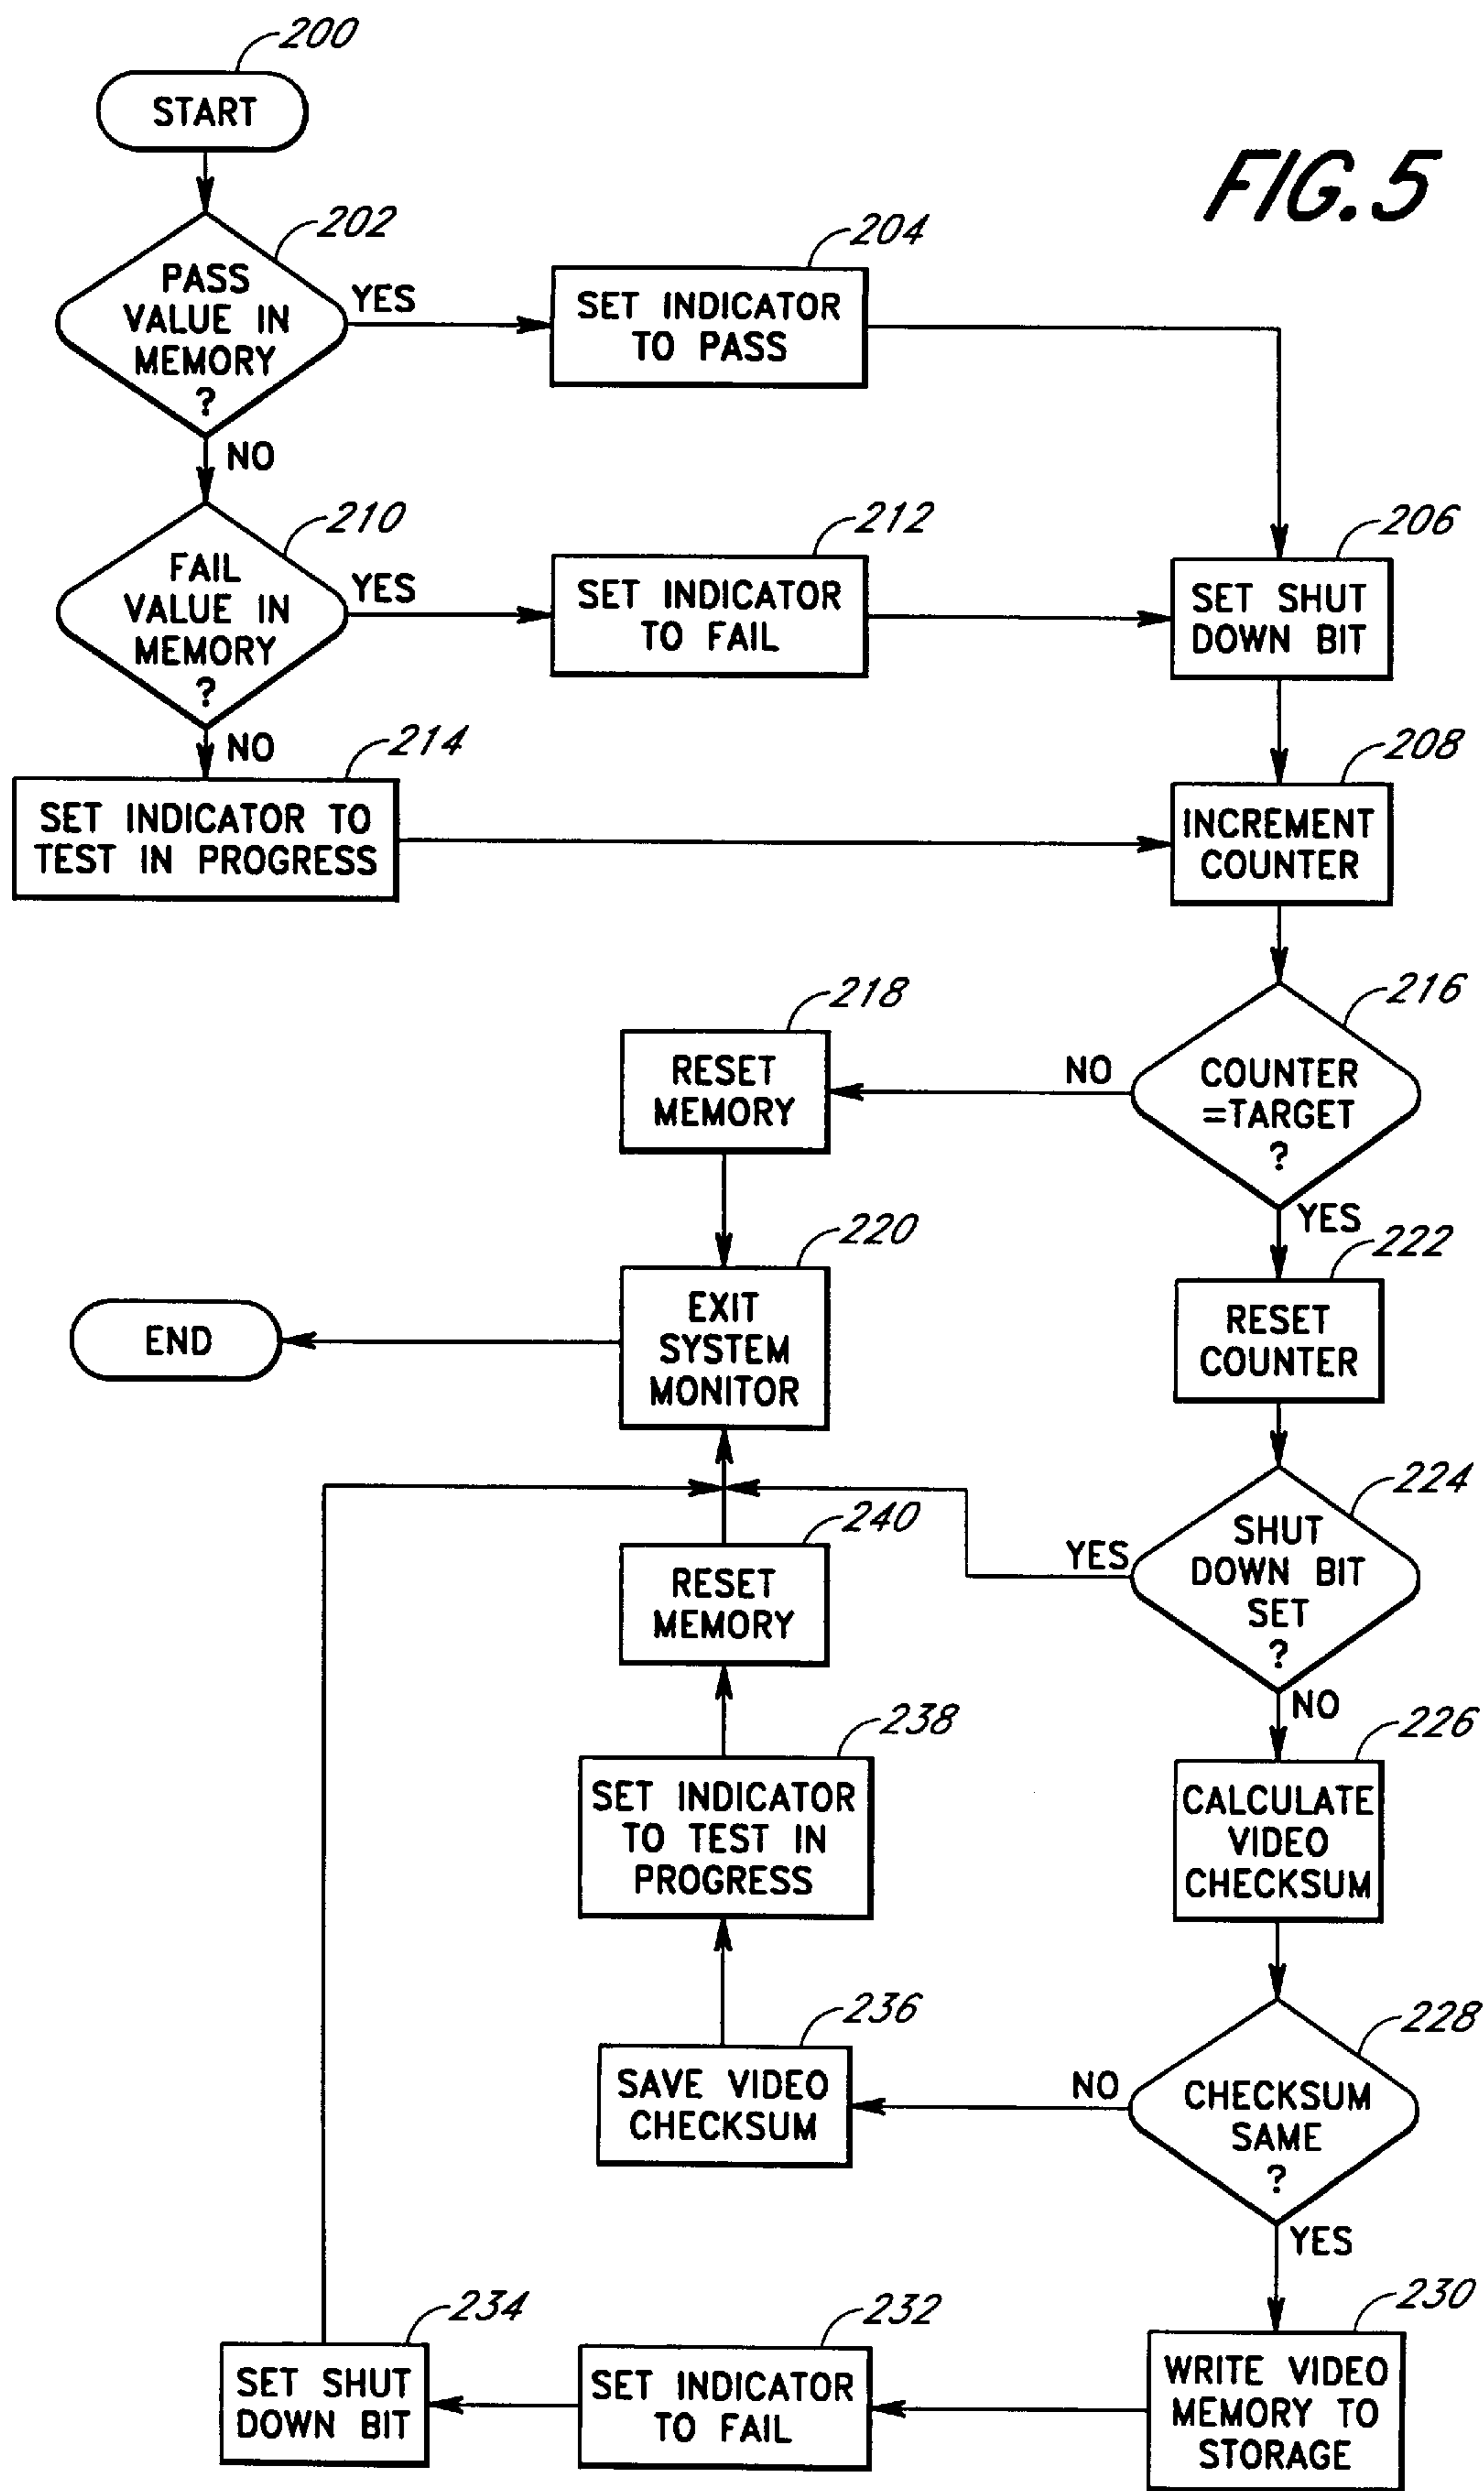 200
START
FIG. 5
202
PASS
VALUE IN
MEMORY
?
YES
204
SET INDICATOR
TO PASS
NO
210
FAIL
VALUE IN
MEMORY
?
YES
212
SET INDICATOR
TO FAIL
206
SET SHUT
DOWN BIT
NO
214
SET INDICATOR TO
TEST IN PROGRESS
208
INCREMENT
COUNTER
216
COUNTER
=TARGET
?
NO
218
RESET
MEMORY
YES
220
EXIT
SYSTEM
MONITOR
END
222
RESET
COUNTER
224
SHUT
DOWN BIT
SET
?
YES
240
RESET
MEMORY
NO
226
CALCULATE
VIDEO
CHECKSUM
238
SET INDICATOR
TO TEST IN
PROGRESS
228
CHECKSUM
SAME
?
NO
236
SAVE VIDEO
CHECKSUM
YES
230
WRITE VIDEO
MEMORY TO
STORAGE
232
SET INDICATOR
TO FAIL
234
SET SHUT
DOWN BIT